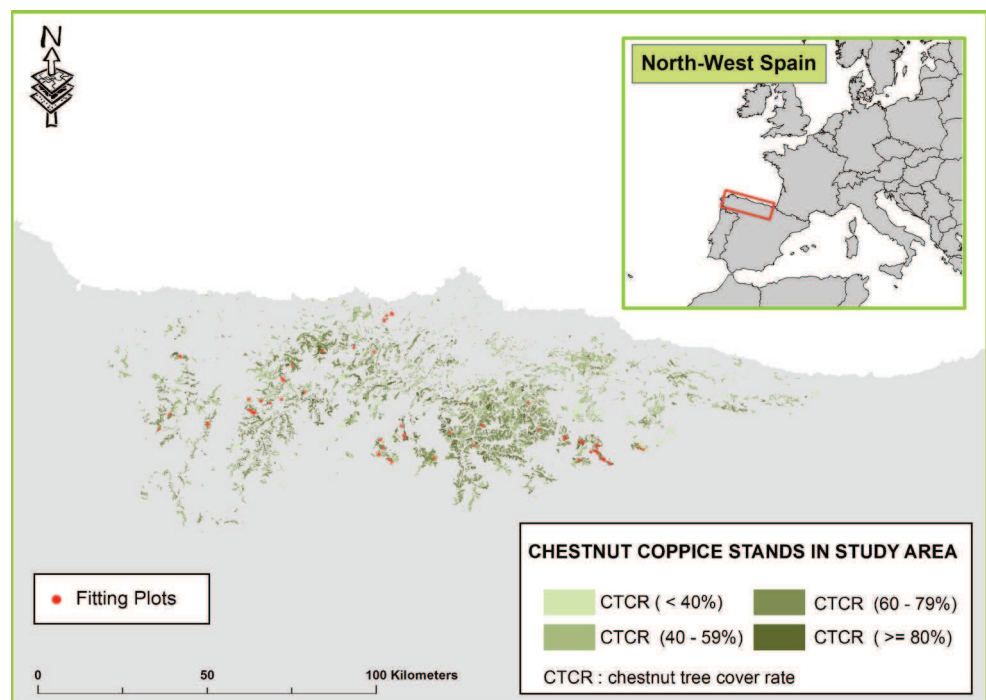 N
North-West Spain
CHESTNUT COPPICE STANDS IN STUDY AREA
CTCR ( < 40%)
CTCR (60 - 79%)
CTCR (40 - 59%)
CTCR ( >= 80%)
CTCR : chestnut tree cover rate
Fitting Plots
0 50 100 Kilometers